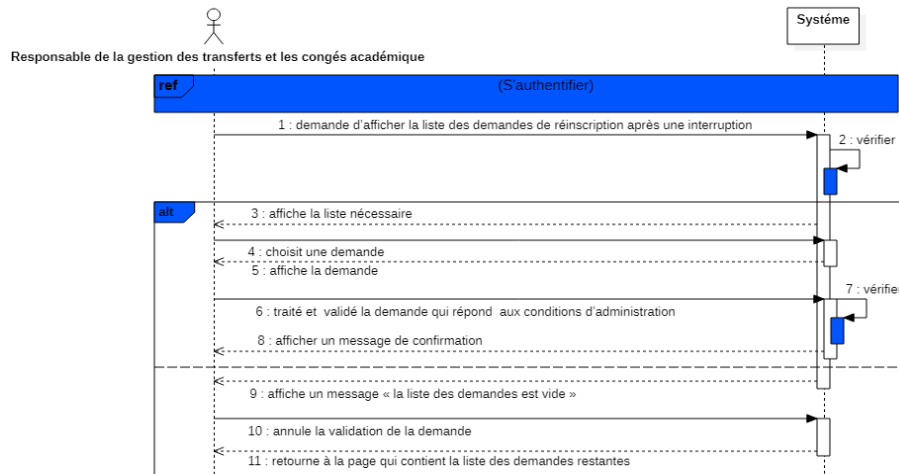 Systéme
Responsable de la gestion des transferts et les congés académique
ref
(S'authentifier)
1 : demande d'afficher la liste des demandes de réinscription après une interruption
2 : vérifier
alt
3 : affiche la liste nécessaire
4 : choisit une demande
5 : affiche la demande
7 : vérifier
6 : traité et validé la demande qui répond aux conditions d'administration
8 : afficher un message de confirmation
9 : affiche un message « la liste des demandes est vide »
10 : annule la validation de la demande
11 : retourne à la page qui contient la liste des demandes restantes